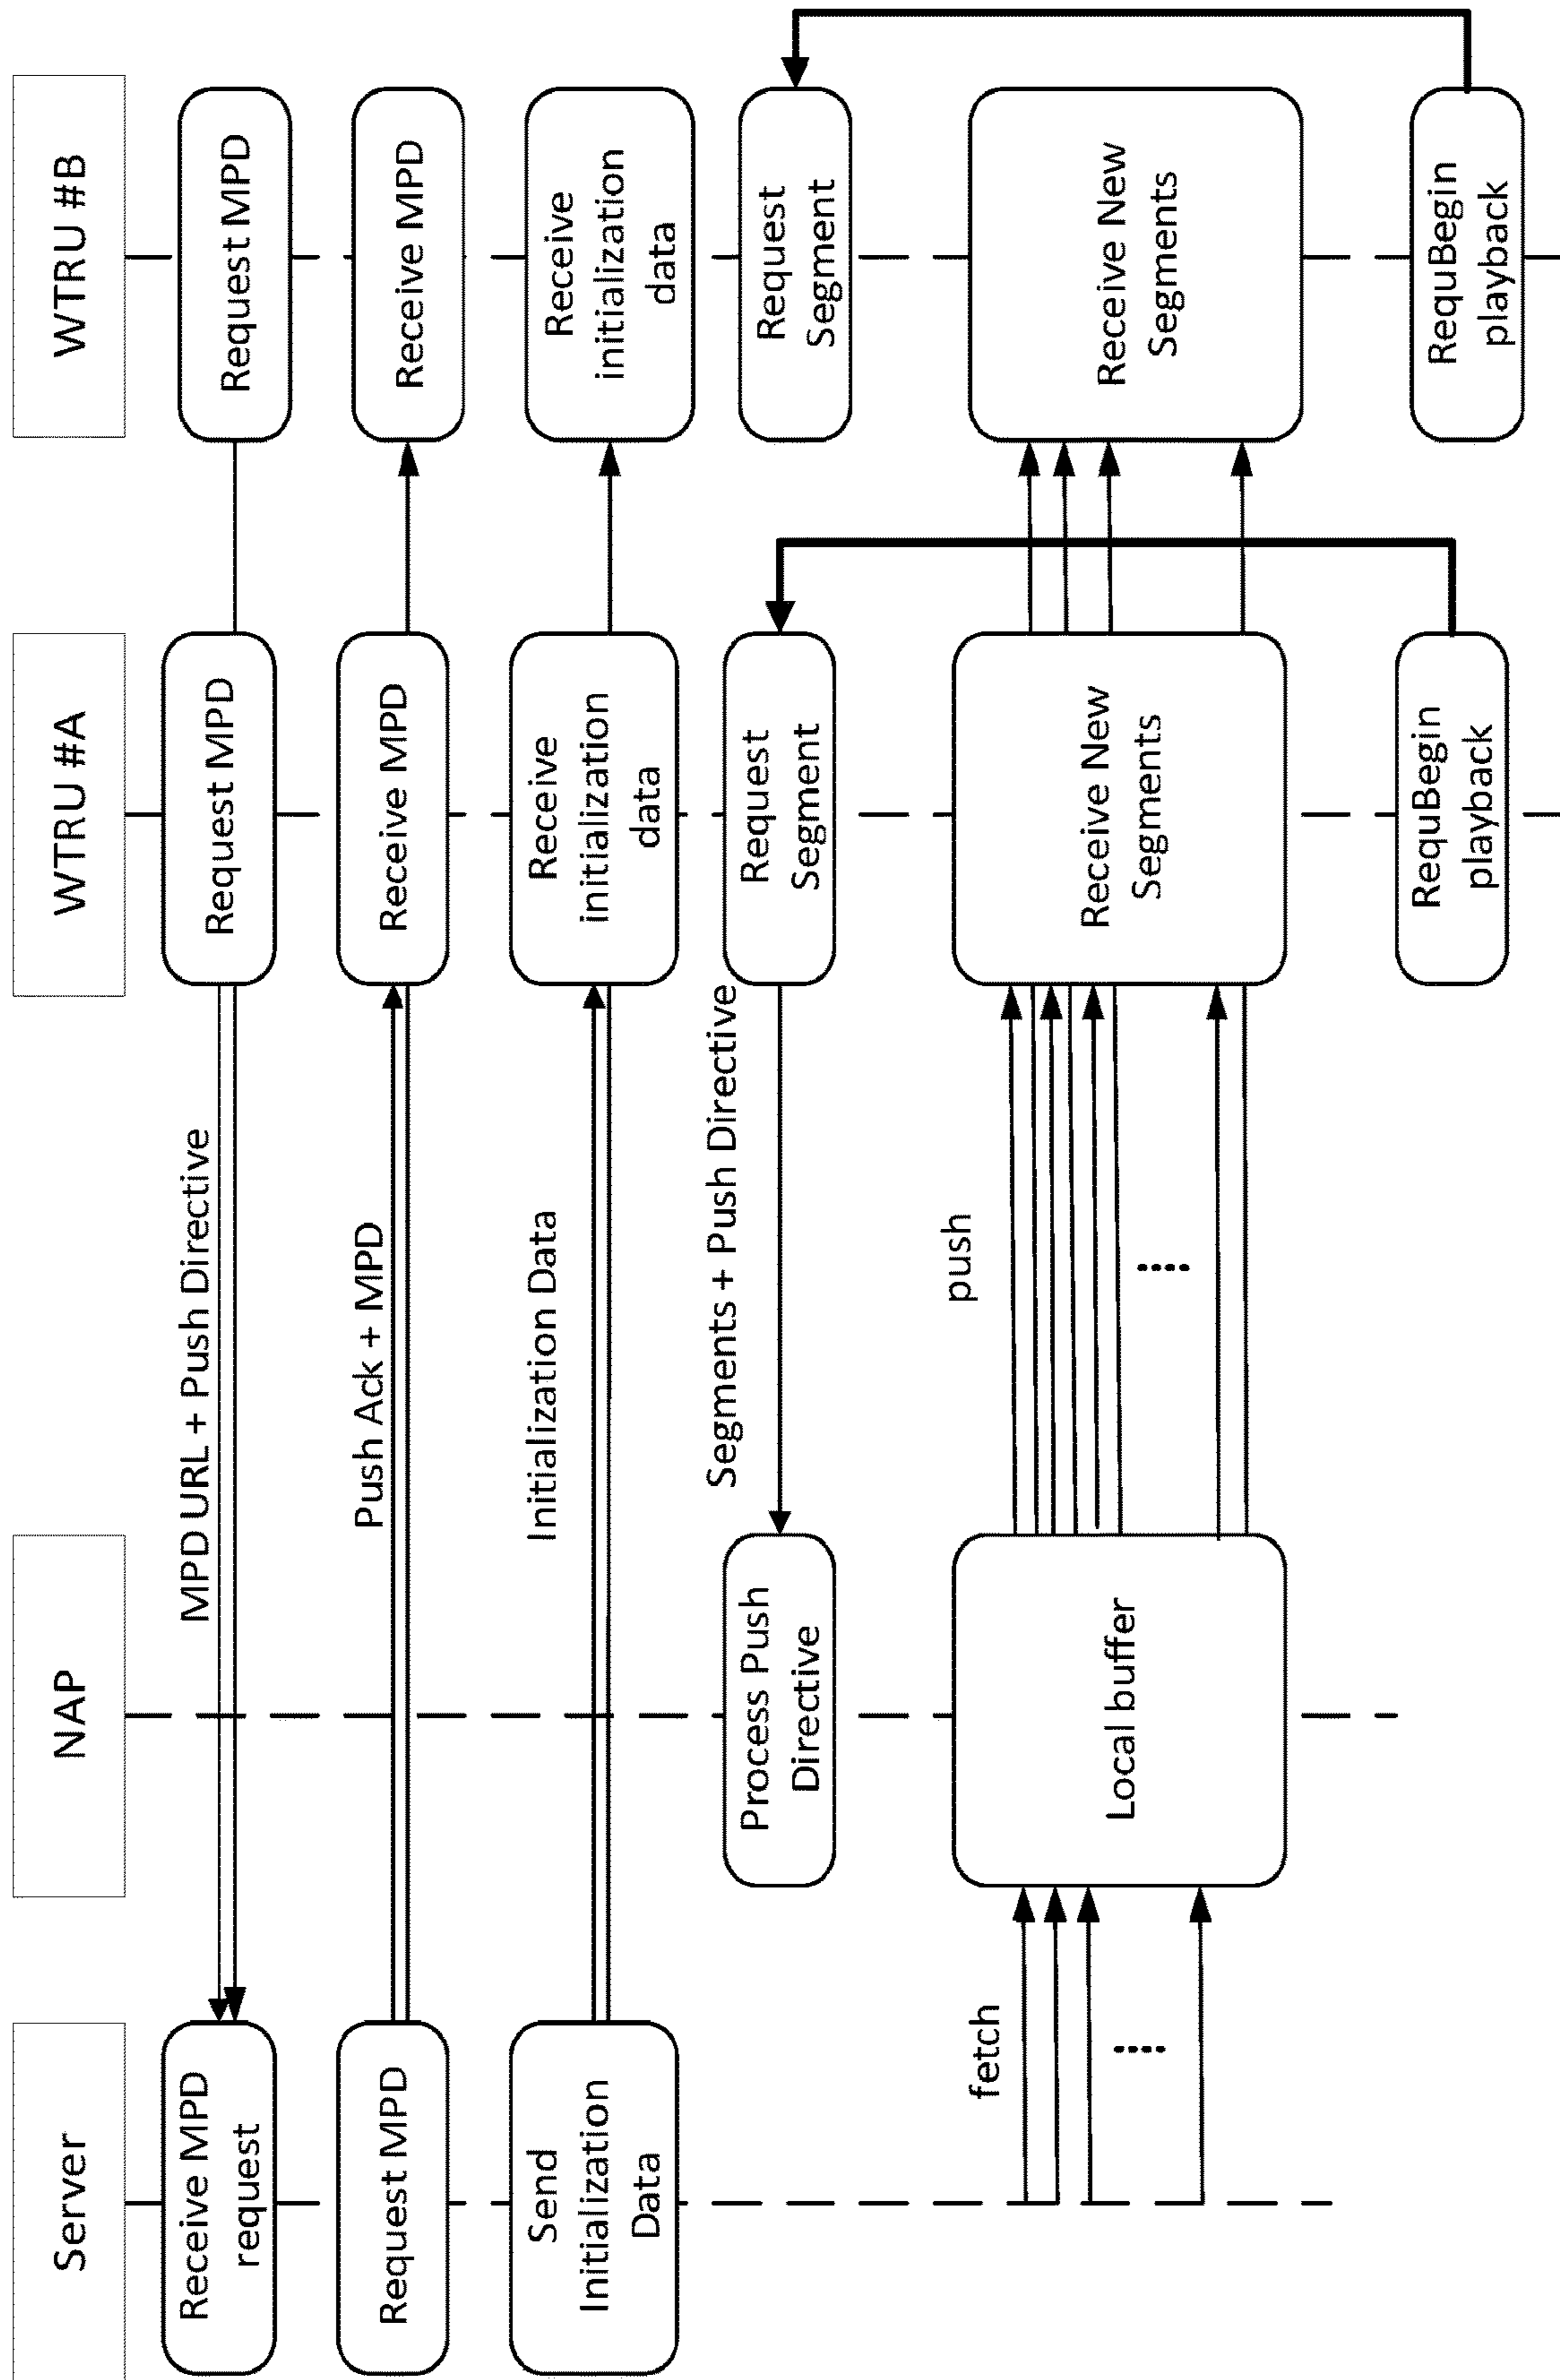 Server
NAP
WTRU #A
WTRU #B
Receive MPD
request
MPD URL + Push Directive
Request MPD
Request MPD
Request MPD
Push Ack + MPD
Receive MPD
Receive MPD
Send
Initialization
Data
Initialization Data
Receive
initialization
data
Receive
initialization
data
Process Push
Directive
Segments + Push Directive
Request
Segment
Request
Segment
fetch
Local buffer
push
Receive New
Segments
Receive New
Segments
RequBegin
playback
RequBegin
playback